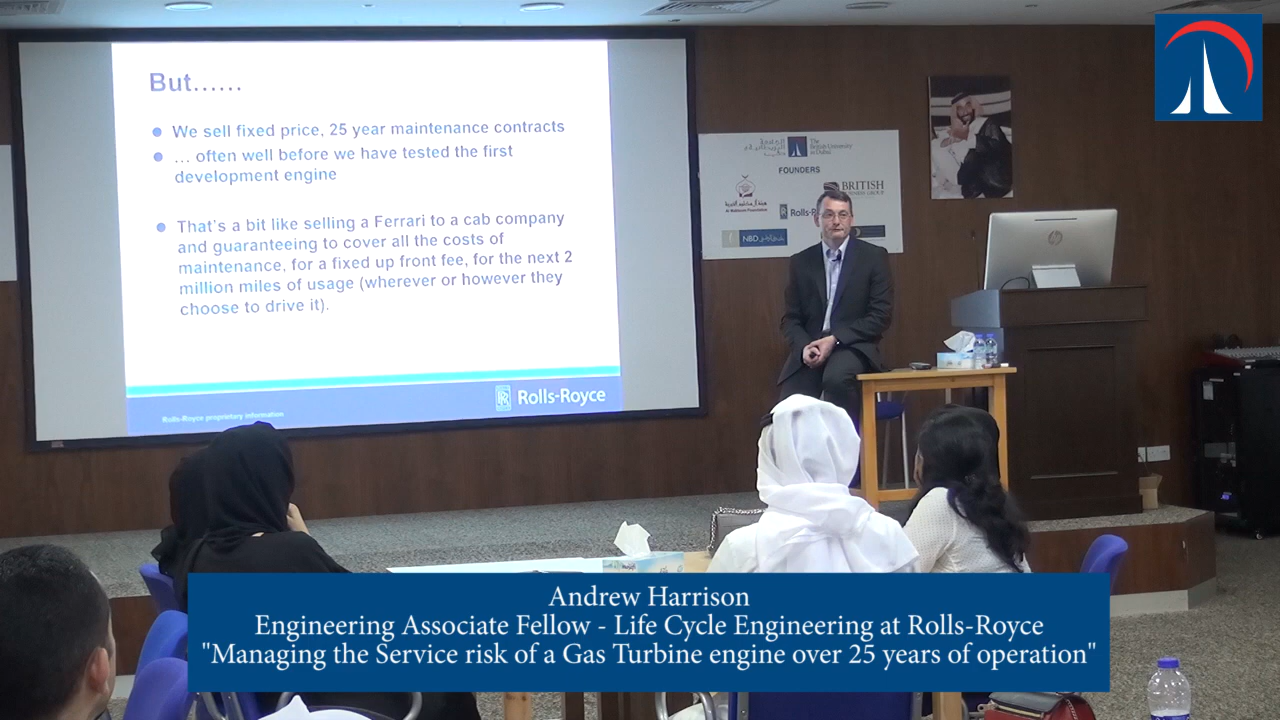 But……
We sell fixed price, 25 year maintenance contracts
… often well before we have tested the first
development engine
That's a bit like selling a Ferrari to a cab company
and guaranteeing to cover all the costs of
maintenance, for a fixed up front fee, for the next 2
million miles of usage (wherever or however they
choose to drive it).
Rolls-Royce proprietary information
Rolls-Royce
The
British University
in Dubai
FOUNDERS
BRITISH
Rolls-R
NBD
hp
Andrew Harrison
Engineering Associate Fellow - Life Cycle Engineering at Rolls-Royce
"Managing the Service risk of a Gas Turbine engine over 25 years of operation"